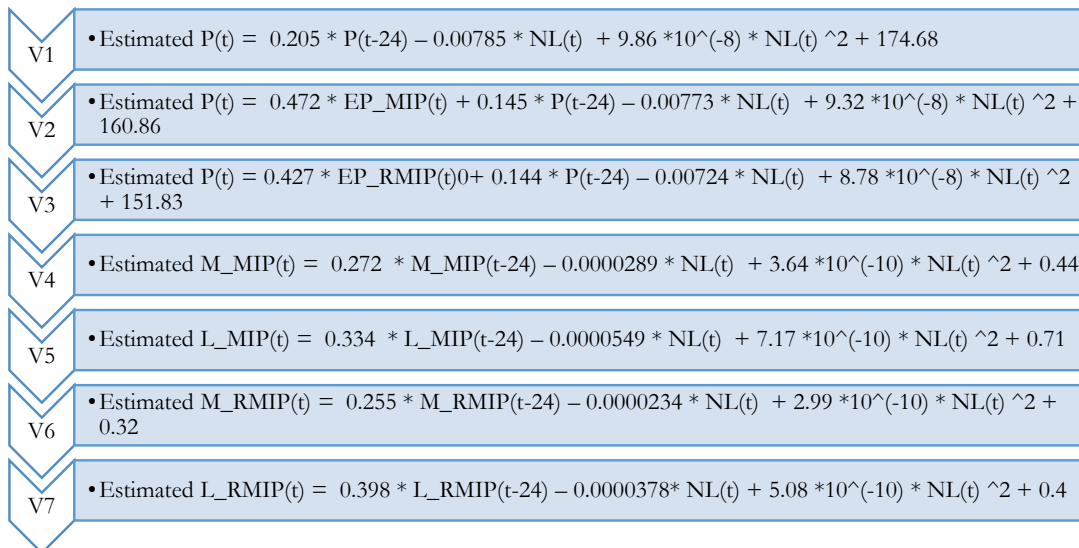 V1
•Estimated P(t) = 0.205 * P(t-24) – 0.00785 * NL(t) + 9.86 *10^(-8) * NL(t) ^2 + 174.68
V2
•Estimated P(t) = 0.472 * EP_MIP(t) + 0.145 * P(t-24) – 0.00773 * NL(t) + 9.32 *10^(-8) * NL(t) ^2 +
160.86
V3
•Estimated P(t) = 0.427 * EP_RMIP(t)0+ 0.144 * P(t-24) – 0.00724 * NL(t) + 8.78 *10^(-8) * NL(t) ^2
+ 151.83
V4
•Estimated M_MIP(t) = 0.272 * M_MIP(t-24) – 0.0000289 * NL(t) + 3.64 *10^(-10) * NL(t) ^2 + 0.44
V5
•Estimated L_MIP(t) = 0.334 * L_MIP(t-24) – 0.0000549 * NL(t) + 7.17 *10^(-10) * NL(t) ^2 + 0.71
V6
•Estimated M_RMIP(t) = 0.255 * M_RMIP(t-24) – 0.0000234 * NL(t) + 2.99 *10^(-10) * NL(t) ^2 +
0.32
V7
•Estimated L_RMIP(t) = 0.398 * L_RMIP(t-24) – 0.0000378* NL(t) + 5.08 *10^(-10) * NL(t) ^2 + 0.4